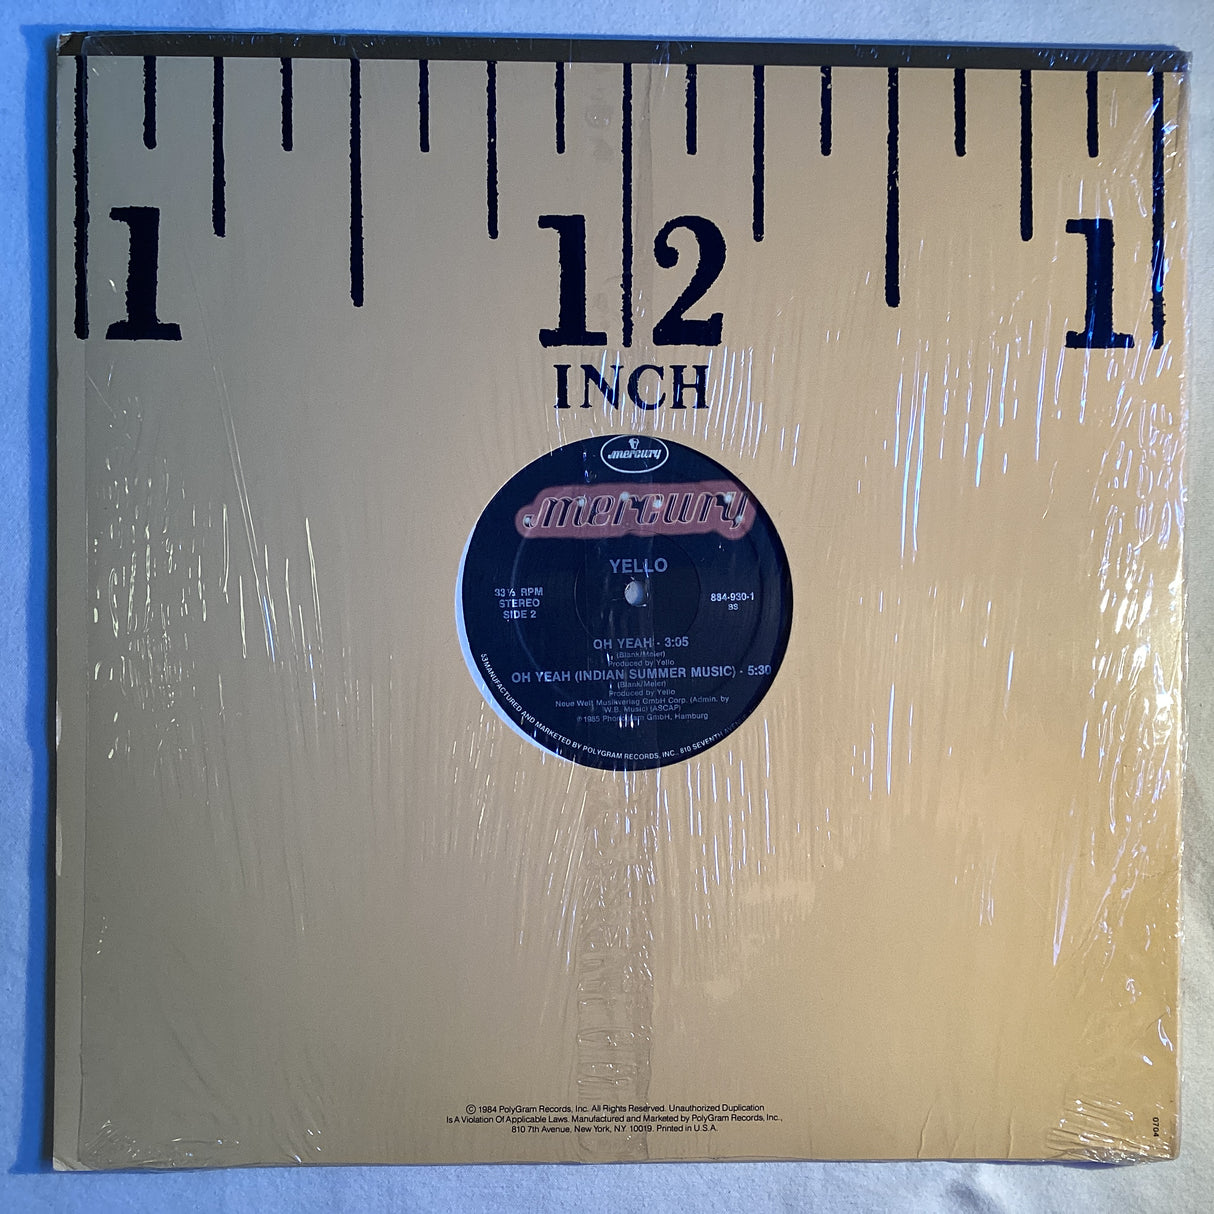 1 12 1
INCH
mercury
mercury
YELLO
33⅓ RPM
STEREO
SIDE 2
884-930-1
BS
OH YEAH - 3:05
(Blank/Meier)
Produced by Yello
OH YEAH (INDIAN SUMMER MUSIC) - 5:30
(Blank/Meier)
Produced by Yello
Neue Welt Musikverlag GmbH Corp. (Admin. by
W.B. Music) (ASCAP)
℗ 1985 Phonogram GmbH, Hamburg
53 MANUFACTURED AND MARKETED BY POLYGRAM RECORDS, INC., 810 SEVENTH
© 1984 PolyGram Records, Inc. All Rights Reserved. Unauthorized Duplication
Is A Violation Of Applicable Laws. Manufactured and Marketed by PolyGram Records, Inc.,
810 7th Avenue, New York, NY 10019. Printed in U.S.A.
0704